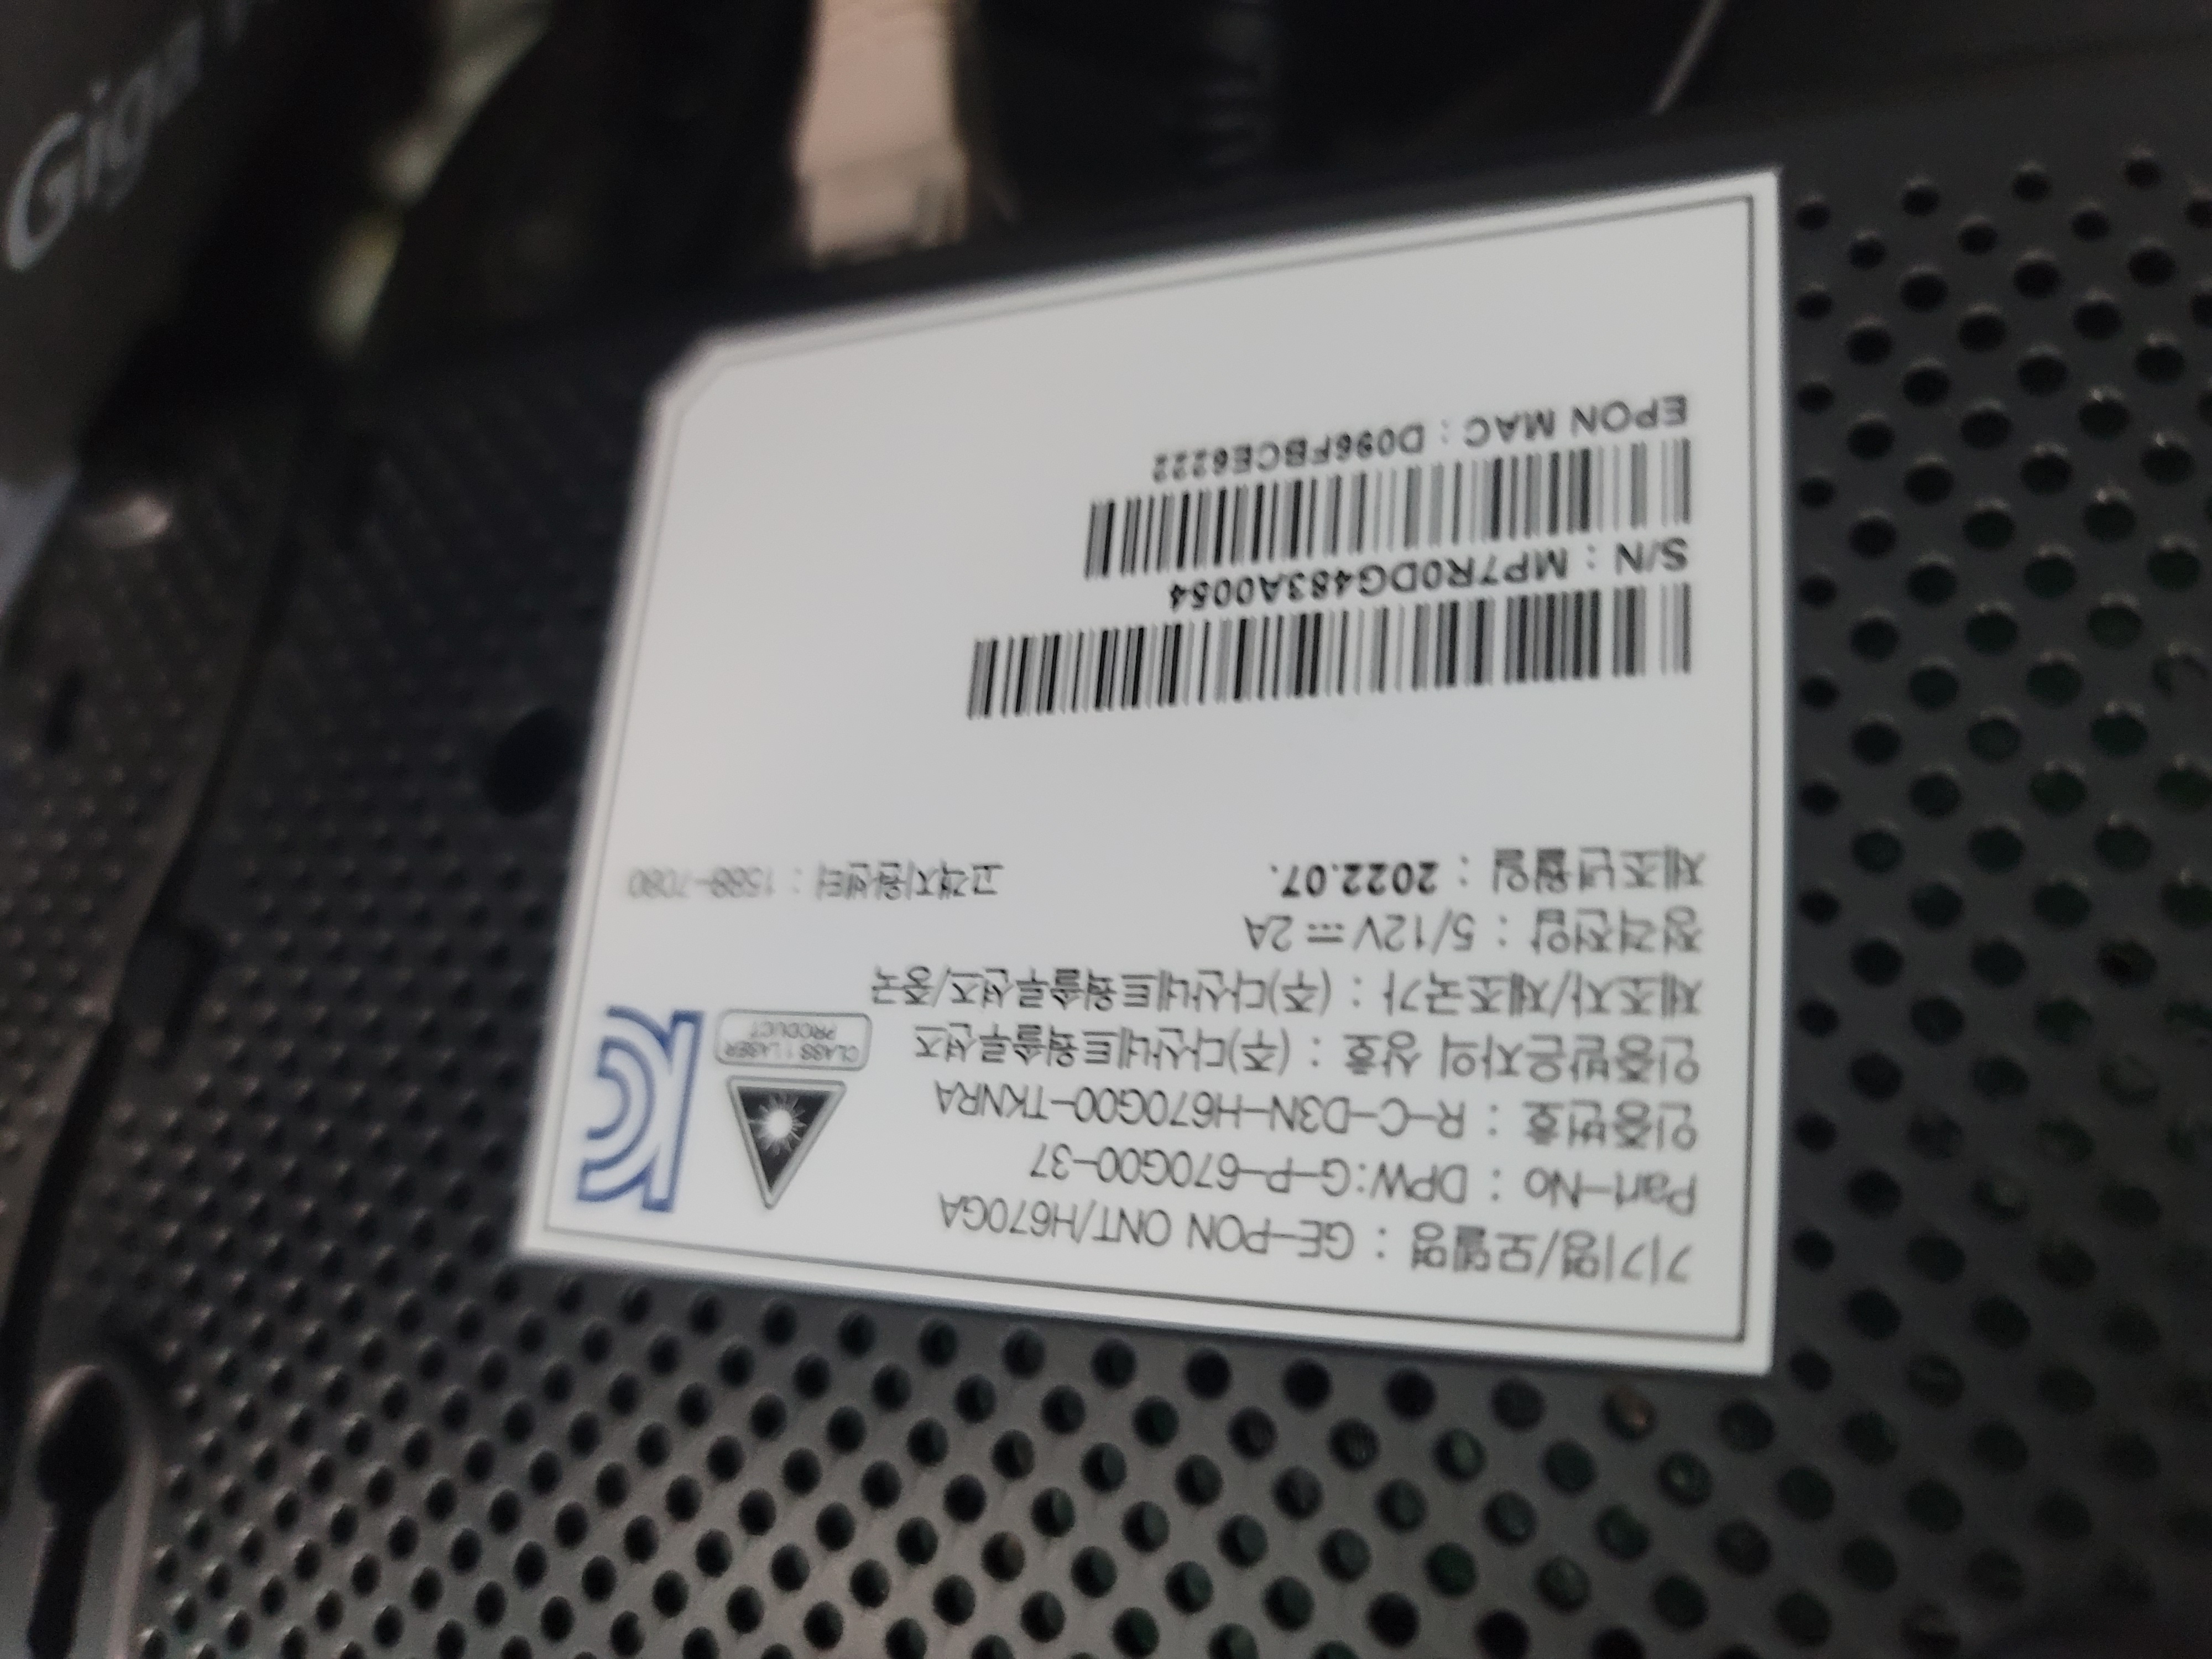 기기명/모델명 : GE-PON ONT/H670GA
Part-No : DPW:G-P-670G00-37
인증번호 : R-C-D3N-H670G00-TKNRA
인증받은자의 상호 : (주)다산네트웍솔루션즈
제조자/제조국가 : (주)다산네트웍솔루션즈/중국
정격전압 : 5/12V 2A
제조년월일 : 2022.07.
고객지원센터 : 1588-7080
CLASS 1 LASER
PRODUCT
S/N : MP7R0DG483A0054
EPON MAC : D096FBCE6222